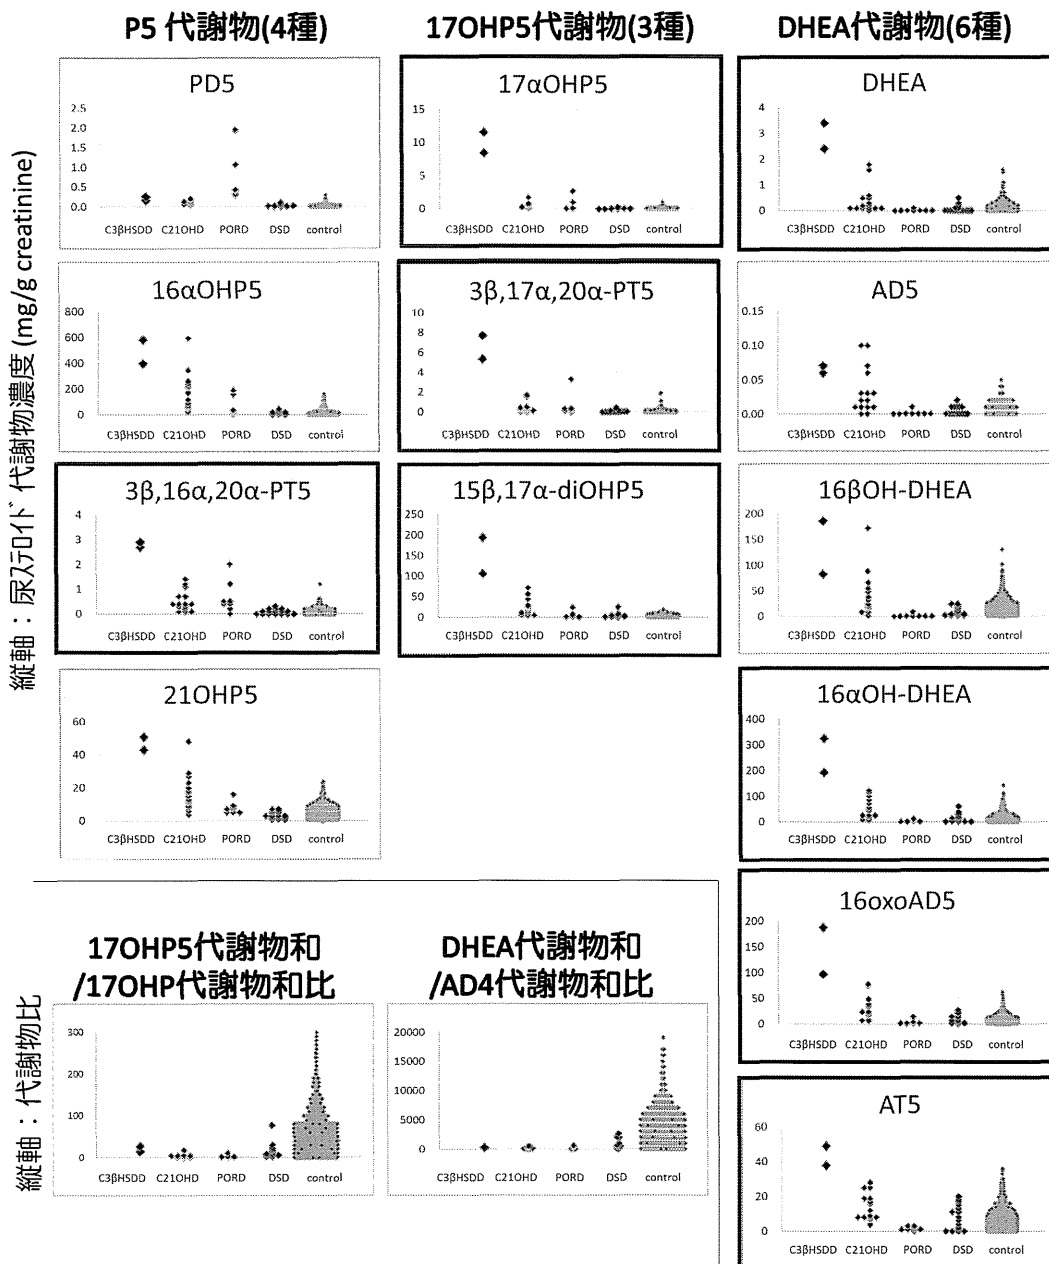 P5 代謝物(4種)
17OHP5代謝物(3種)
DHEA代謝物(6種)
縦軸：尿ステロイド代謝物濃度 (mg/g creatinine)
PD5
2.5
2.0
1.5
1.0
0.5
0.0
C3βHSDD C21OHD PORD DSD control
17αOHP5
15
10
5
0
C3βHSDD C21OHD PORD DSD control
DHEA
4
3
2
1
0
C3βHSDD C21OHD PORD DSD control
16αOHP5
800
600
400
200
0
C3βHSDD C21OHD PORD DSD control
3β,17α,20α-PT5
10
8
6
4
2
0
C3βHSDD C21OHD PORD DSD control
AD5
0.15
0.10
0.05
0.00
C3βHSDD C21OHD PORD DSD control
3β,16α,20α-PT5
4
3
2
1
0
C3βHSDD C21OHD PORD DSD control
15β,17α-diOHP5
250
200
150
100
50
0
C3βHSDD C21OHD PORD DSD control
16βOH-DHEA
200
150
100
50
0
C3βHSDD C21OHD PORD DSD control
21OHP5
60
40
20
0
C3βHSDD C21OHD PORD DSD control
16αOH-DHEA
400
300
200
100
0
C3βHSDD C21OHD PORD DSD control
16oxoAD5
200
150
100
50
0
C3βHSDD C21OHD PORD DSD control
AT5
60
40
20
0
C3βHSDD C21OHD PORD DSD control
縦軸：代謝物比
17OHP5代謝物和
/17OHP代謝物和比
300
200
100
0
C3βHSDD C21OHD PORD DSD control
DHEA代謝物和
/AD4代謝物和比
20000
15000
10000
5000
0
C3βHSDD C21OHD PORD DSD control